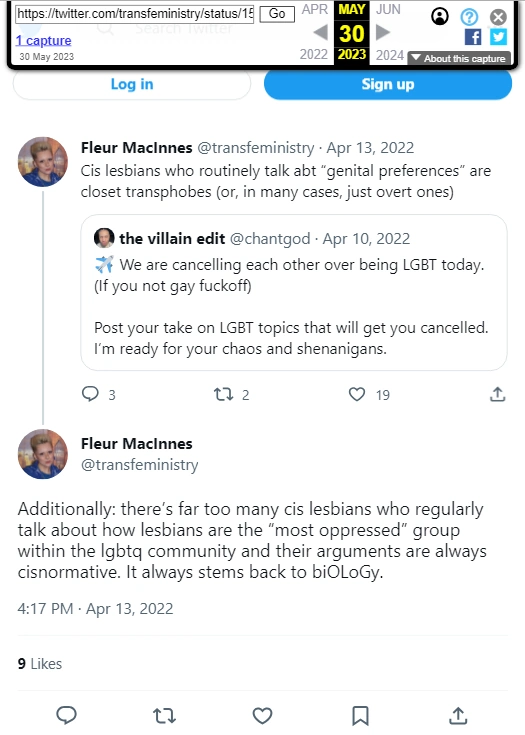 https://twitter.com/transfeministry/status/15
Go
APR MAY JUN
30
2022 2023 2024
1 capture
30 May 2023
About this capture
Search Twitter
Log in
Sign up
Fleur MacInnes @transfeministry · Apr 13, 2022
Cis lesbians who routinely talk abt “genital preferences” are
closet transphobes (or, in many cases, just overt ones)
the villain edit @chantgod · Apr 10, 2022
✈️ We are cancelling each other over being LGBT today.
(If you not gay fuckoff)
Post your take on LGBT topics that will get you cancelled.
I’m ready for your chaos and shenanigans.
3 2 19
Fleur MacInnes
@transfeministry
Additionally: there’s far too many cis lesbians who regularly
talk about how lesbians are the “most oppressed” group
within the lgbtq community and their arguments are always
cisnormative. It always stems back to biOLoGy.
4:17 PM · Apr 13, 2022
9 Likes